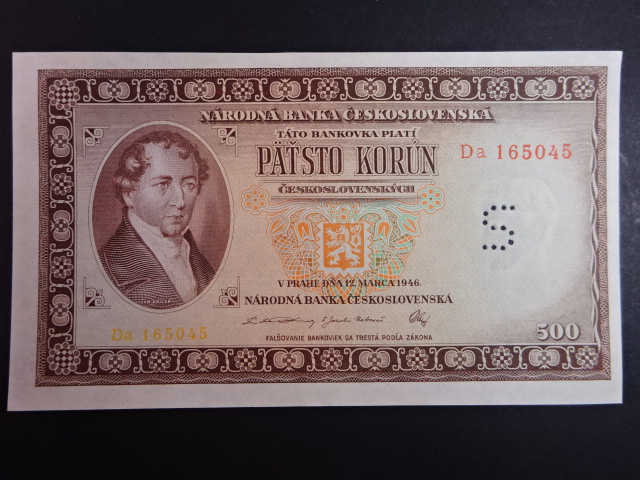 NÁRODNÁ BANKA ČESKOSLOVENSKÁ
TÁTO BANKOVKA PLATÍ
PÄŤSTO KORÚN
Da 165045
ČESKOSLOVENSKÝCH
S
V PRAHE DŇA 12. MARCA 1946.
NÁRODNÁ BANKA ČESKOSLOVENSKÁ
Da 165045
500
FALŠOVANIE BANKOVIEK SA TRESTÁ PODĽA ZÁKONA